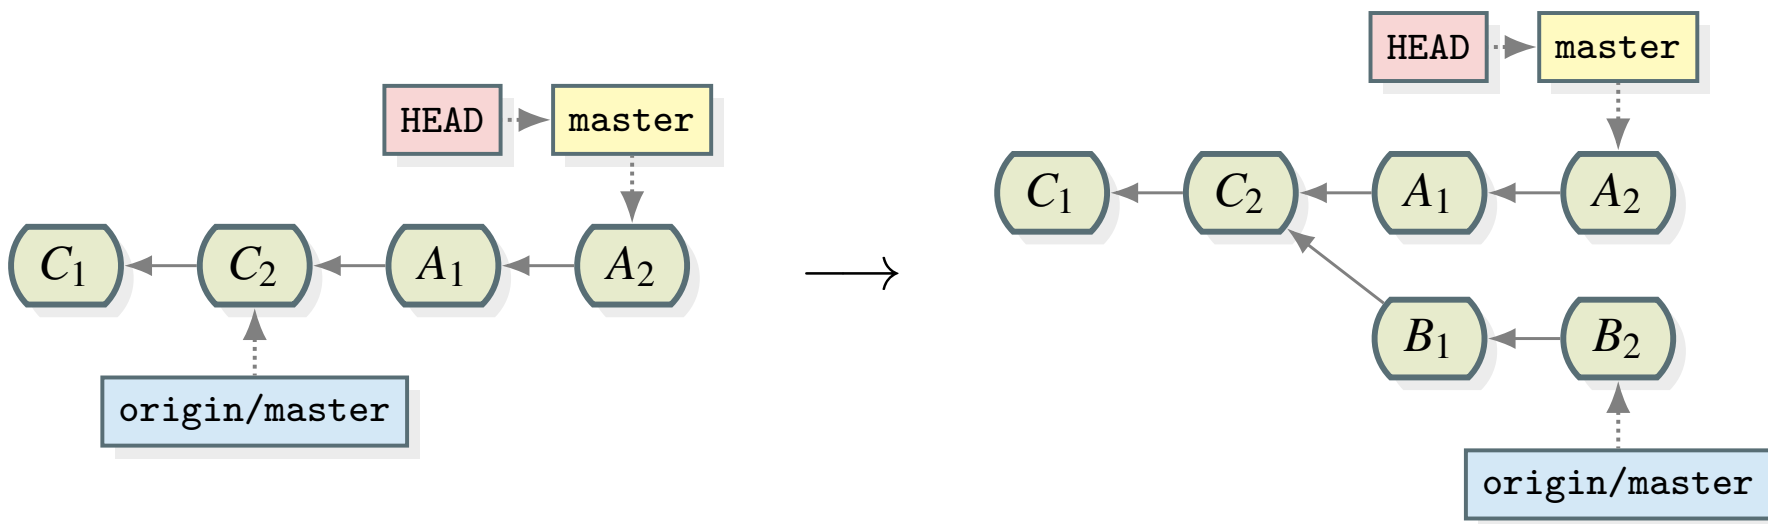 HEAD master
C₁ C₂ A₁ A₂
origin/master
HEAD master
C₁ C₂ A₁ A₂
B₁ B₂
origin/master